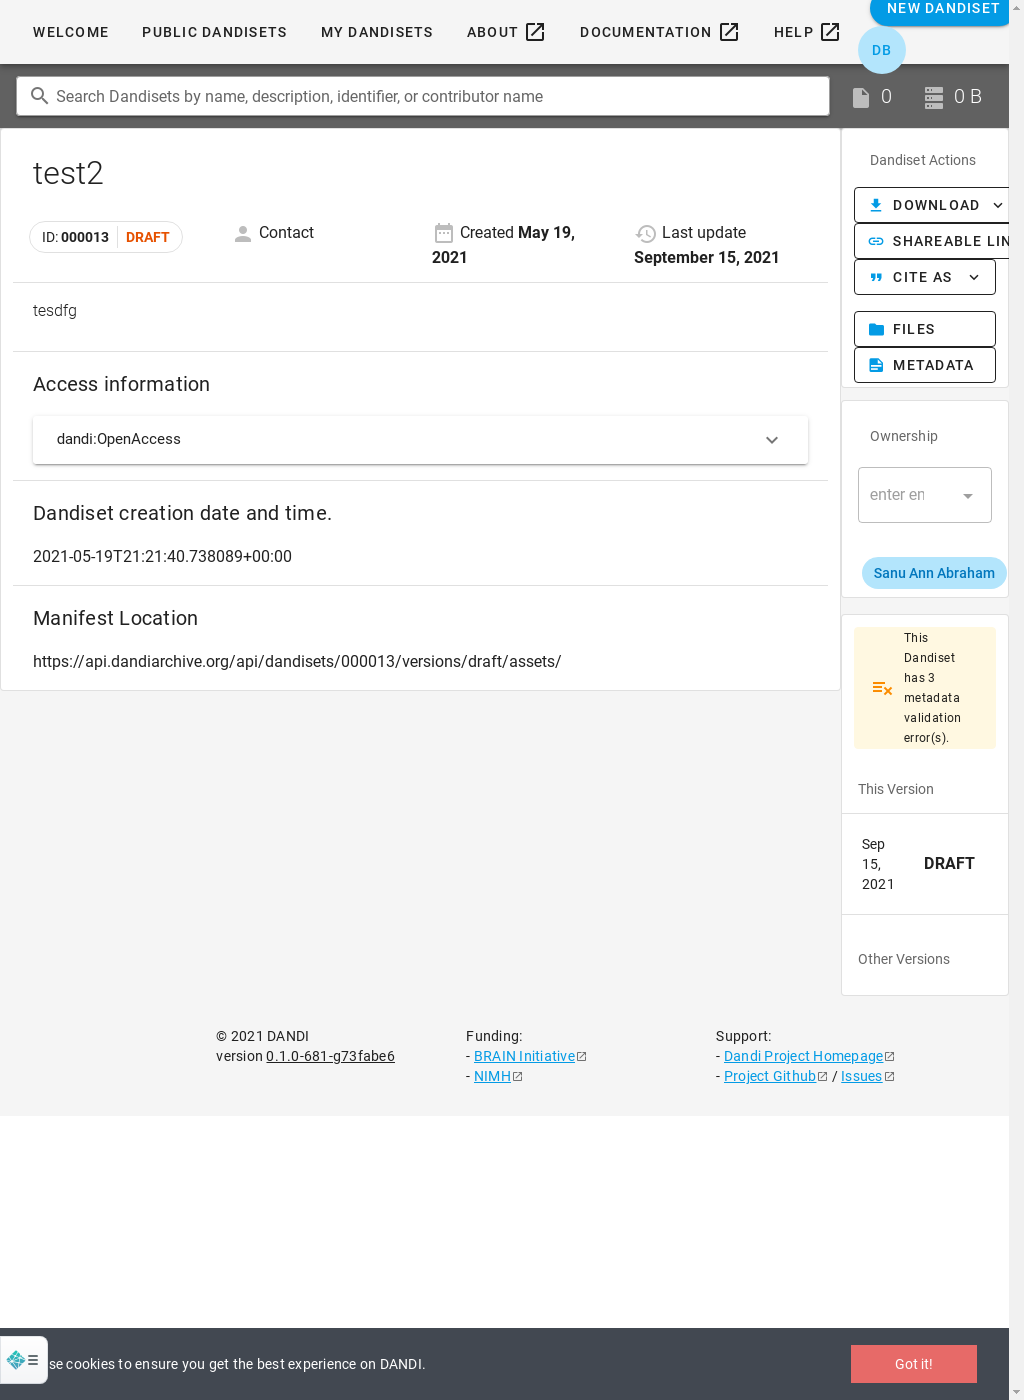 WELCOME PUBLIC DANDISETS MY DANDISETS ABOUT DOCUMENTATION HELP NEW DANDISET
DB
Search Dandisets by name, description, identifier, or contributor name 0 0 B
test2
ID: 000013 DRAFT Contact Created May 19, 2021 Last update September 15, 2021
tesdfg
Access information
dandi:OpenAccess
Dandiset creation date and time.
2021-05-19T21:21:40.738089+00:00
Manifest Location
https://api.dandiarchive.org/api/dandisets/000013/versions/draft/assets/
Dandiset Actions
DOWNLOAD
SHAREABLE LIN
CITE AS
FILES
METADATA
Ownership
enter en
Sanu Ann Abraham
This
Dandiset
has 3
metadata
validation
error(s).
This Version
Sep
15,
2021
DRAFT
Other Versions
© 2021 DANDI
version 0.1.0-681-g73fabe6
Funding:
- BRAIN Initiative
- NIMH
Support:
- Dandi Project Homepage
- Project Github / Issues
se cookies to ensure you get the best experience on DANDI.
Got it!